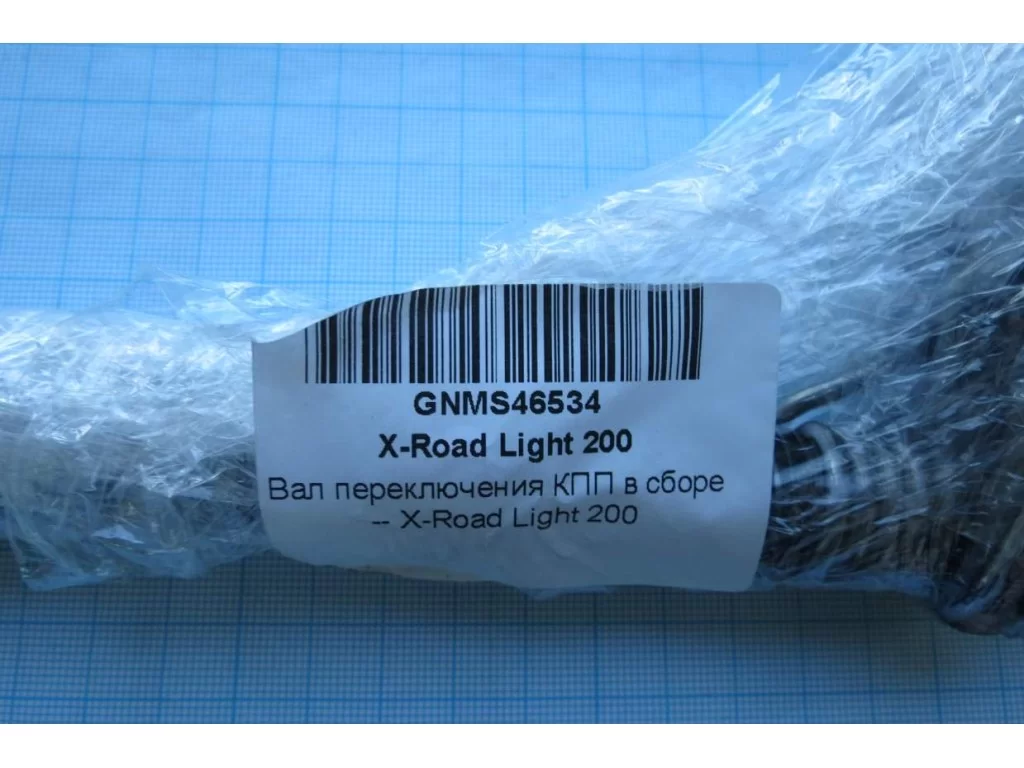 GNMS46534
X-Road Light 200
Вал переключения КПП в сборе
-- X-Road Light 200